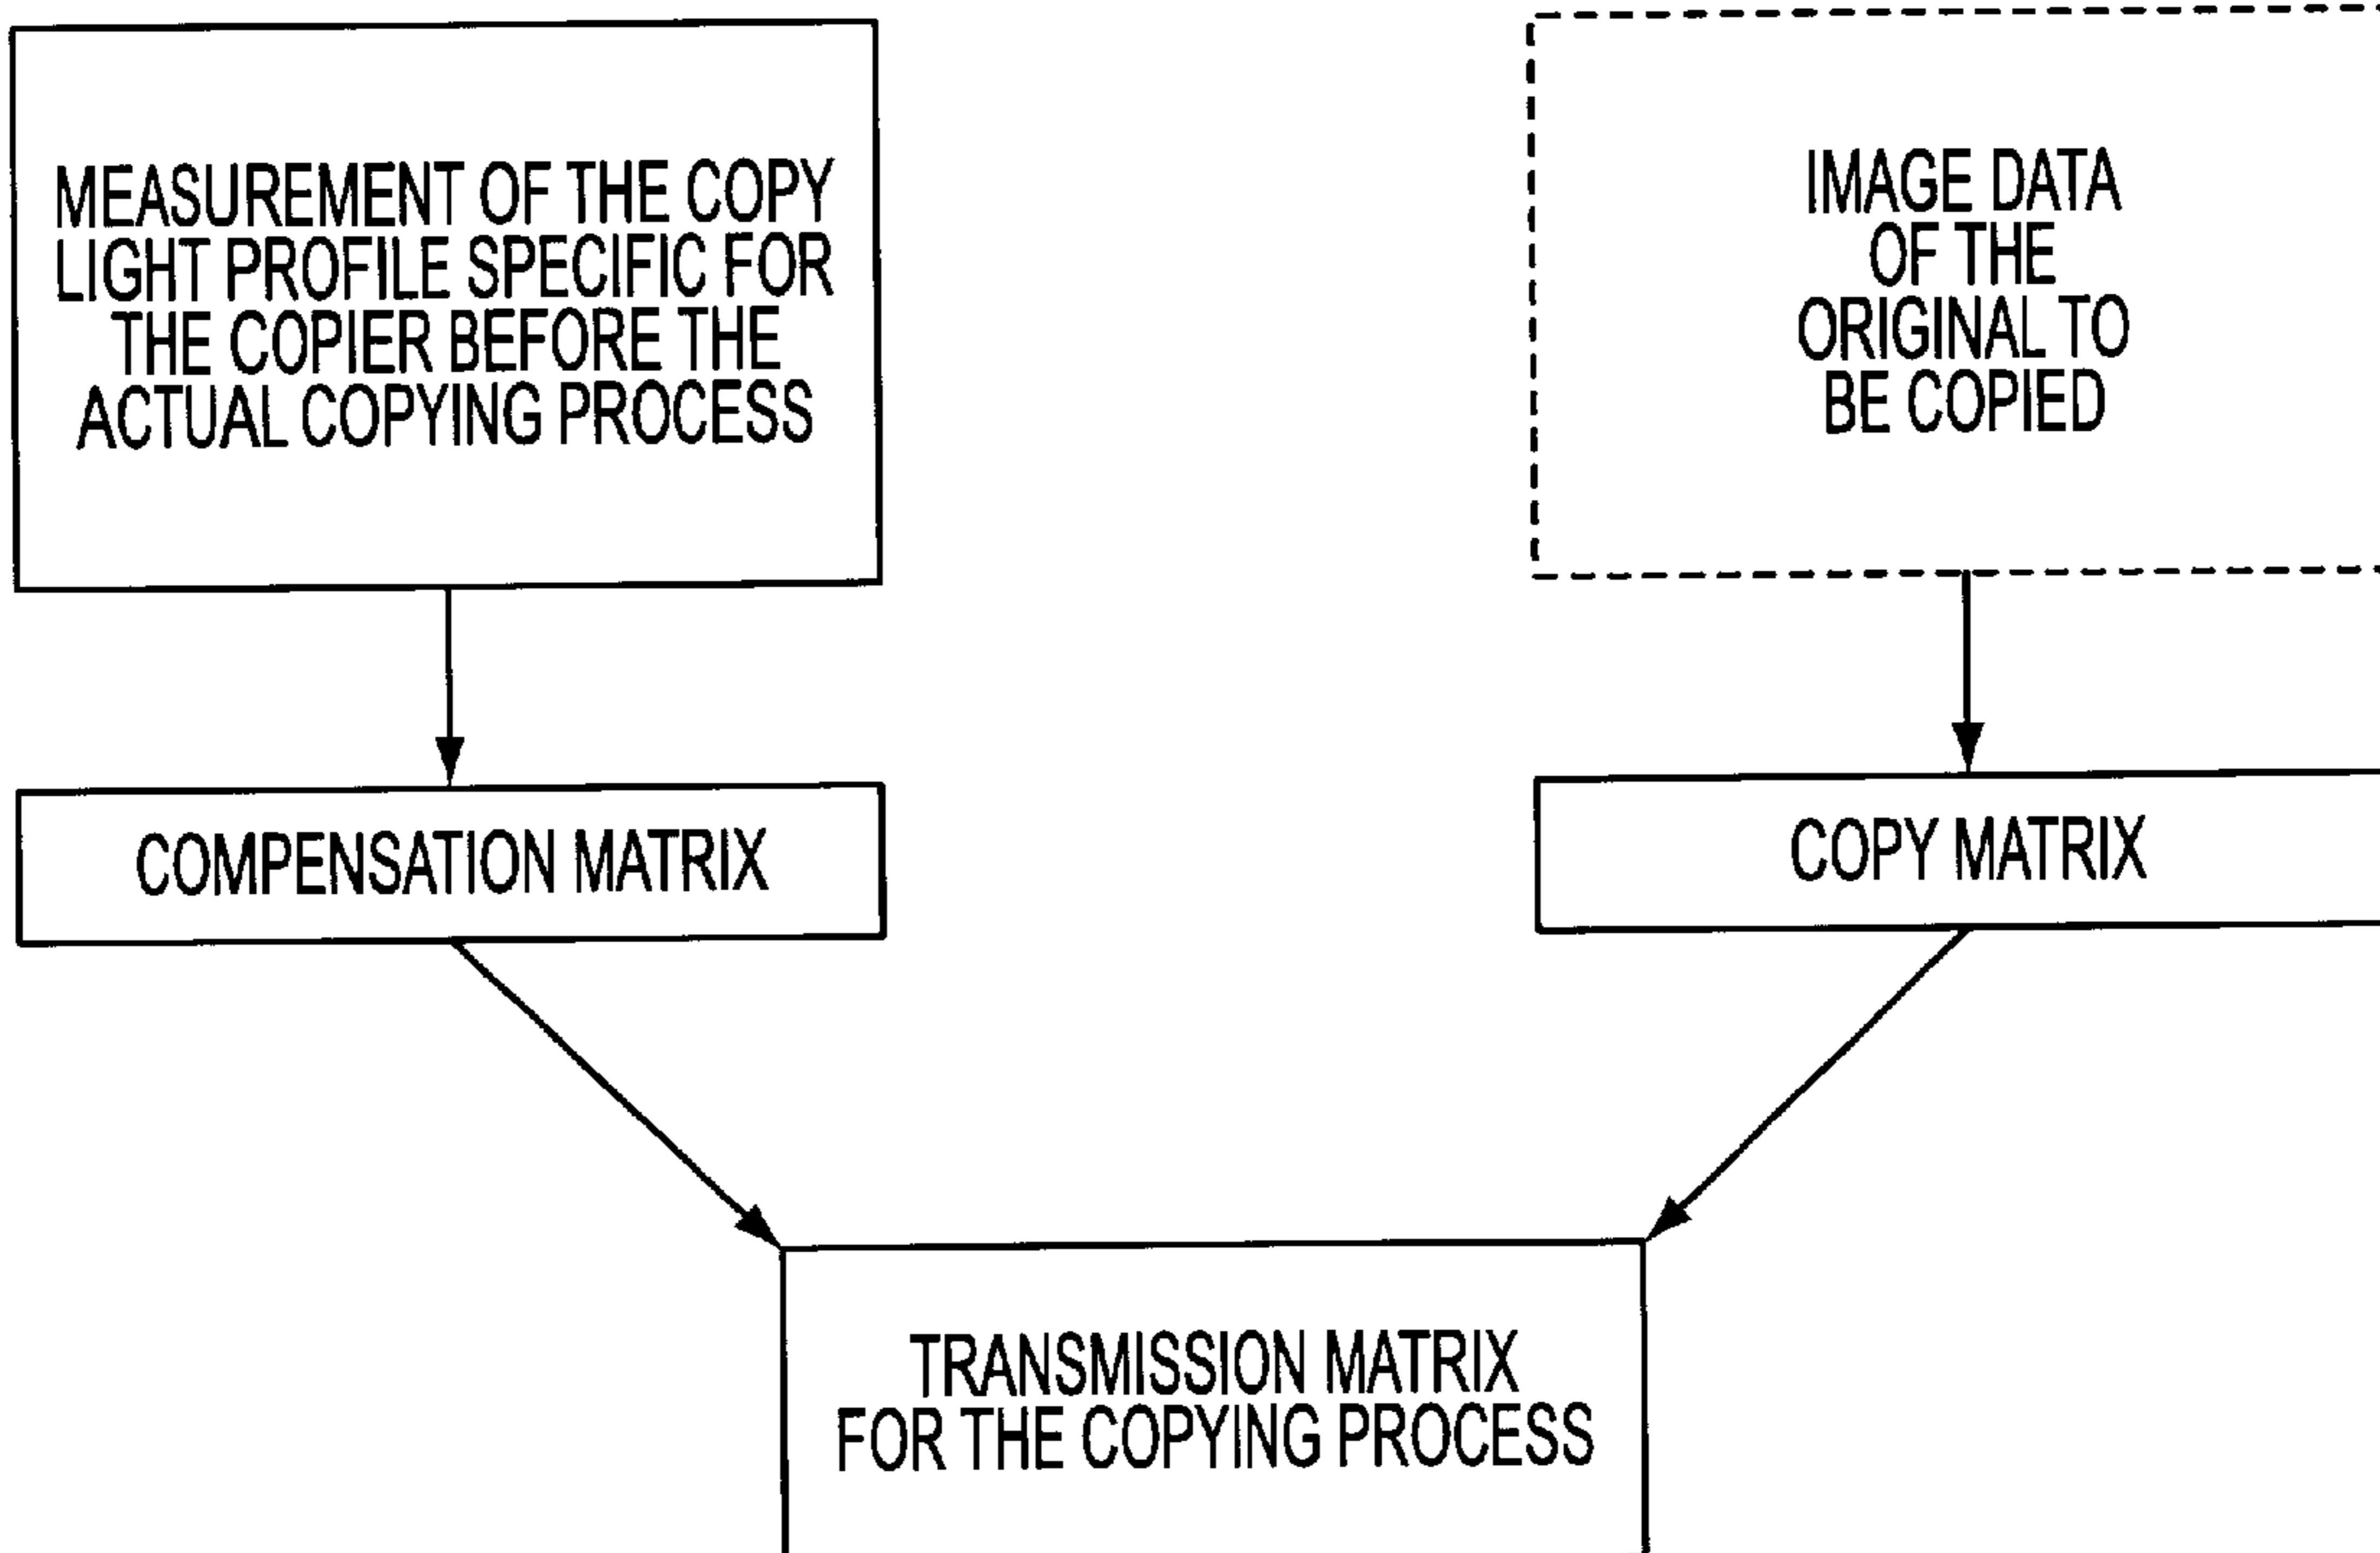 MEASUREMENT OF THE COPY
LIGHT PROFILE SPECIFIC FOR
THE COPIER BEFORE THE
ACTUAL COPYING PROCESS
IMAGE DATA
OF THE
ORIGINAL TO
BE COPIED
COMPENSATION MATRIX
COPY MATRIX
TRANSMISSION MATRIX
FOR THE COPYING PROCESS